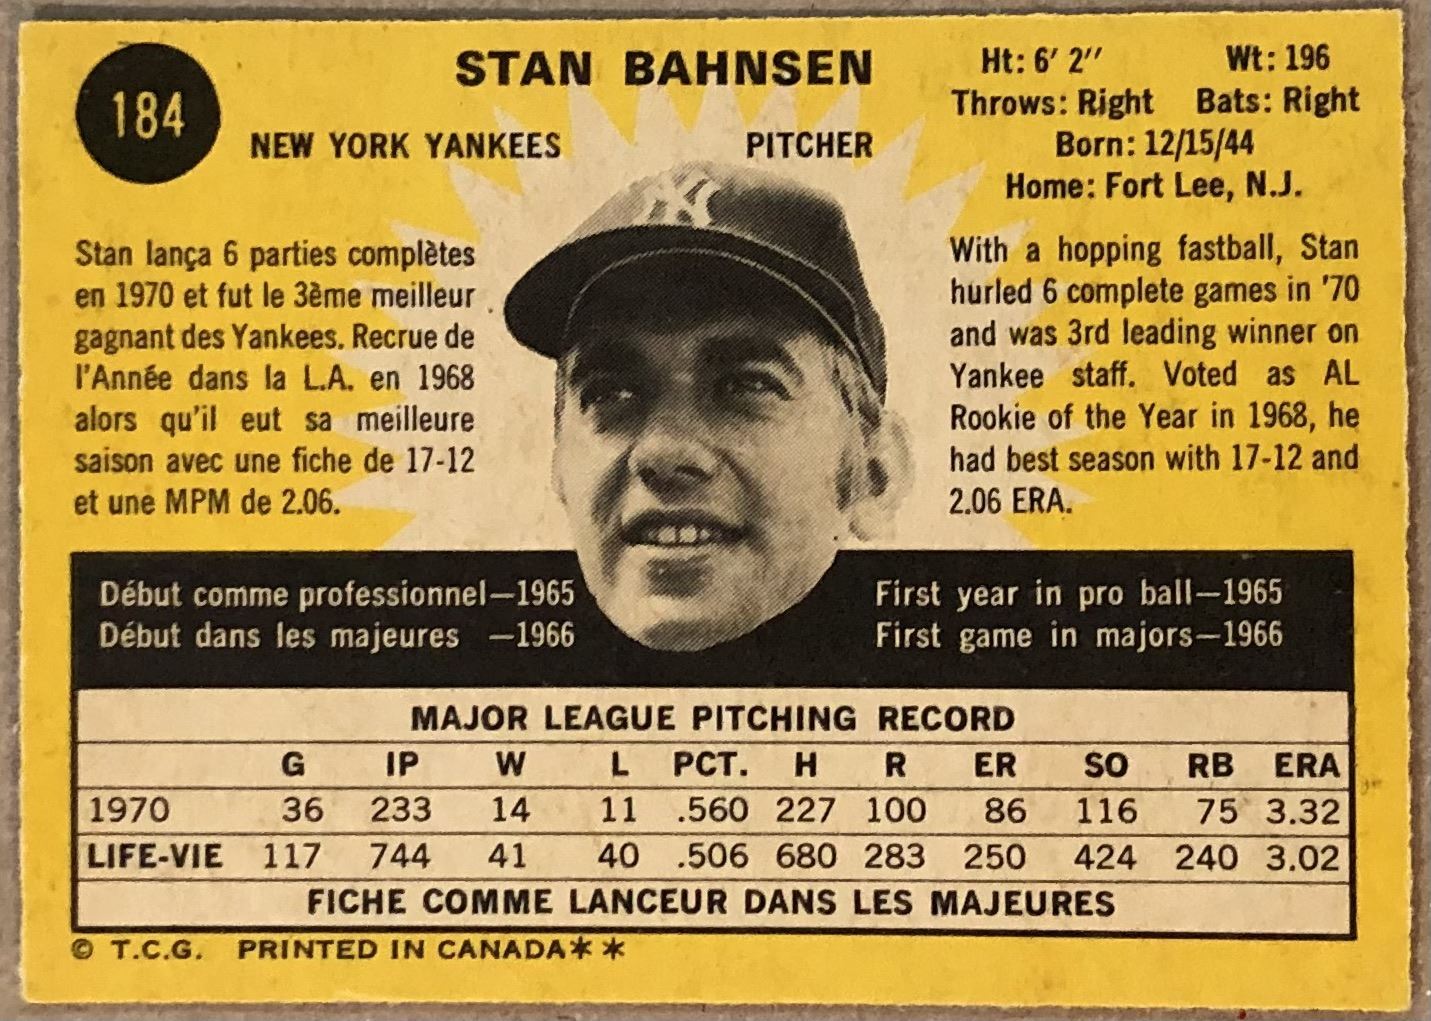 184
STAN BAHNSEN
NEW YORK YANKEES PITCHER
Ht: 6' 2'' Wt: 196
Throws: Right Bats: Right
Born: 12/15/44
Home: Fort Lee, N.J.
Stan lança 6 parties complètes
en 1970 et fut le 3ème meilleur
gagnant des Yankees. Recrue de
l'Année dans la L.A. en 1968
alors qu'il eut sa meilleure
saison avec une fiche de 17-12
et une MPM de 2.06.
NY
With a hopping fastball, Stan
hurled 6 complete games in '70
and was 3rd leading winner on
Yankee staff. Voted as AL
Rookie of the Year in 1968, he
had best season with 17-12 and
2.06 ERA.
Début comme professionnel—1965
Début dans les majeures —1966
First year in pro ball—1965
First game in majors—1966
MAJOR LEAGUE PITCHING RECORD
G IP W L PCT. H R ER SO RB ERA
1970 36 233 14 11 .560 227 100 86 116 75 3.32
LIFE-VIE 117 744 41 40 .506 680 283 250 424 240 3.02
FICHE COMME LANCEUR DANS LES MAJEURES
© T.C.G. PRINTED IN CANADA✶ ✶